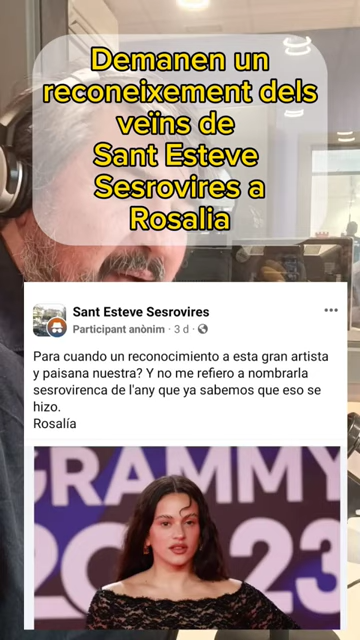 Demanen un
reconeixement dels
veïns de
Sant Esteve
Sesrovires a
Rosalia
Sant Esteve Sesrovires
Participant anònim · 3 d ·
Para cuando un reconocimiento a esta gran artista
y paisana nuestra? Y no me refiero a nombrarla
sesrovirenca de l'any que ya sabemos que eso se
hizo.
Rosalía
GRAMMY
2023